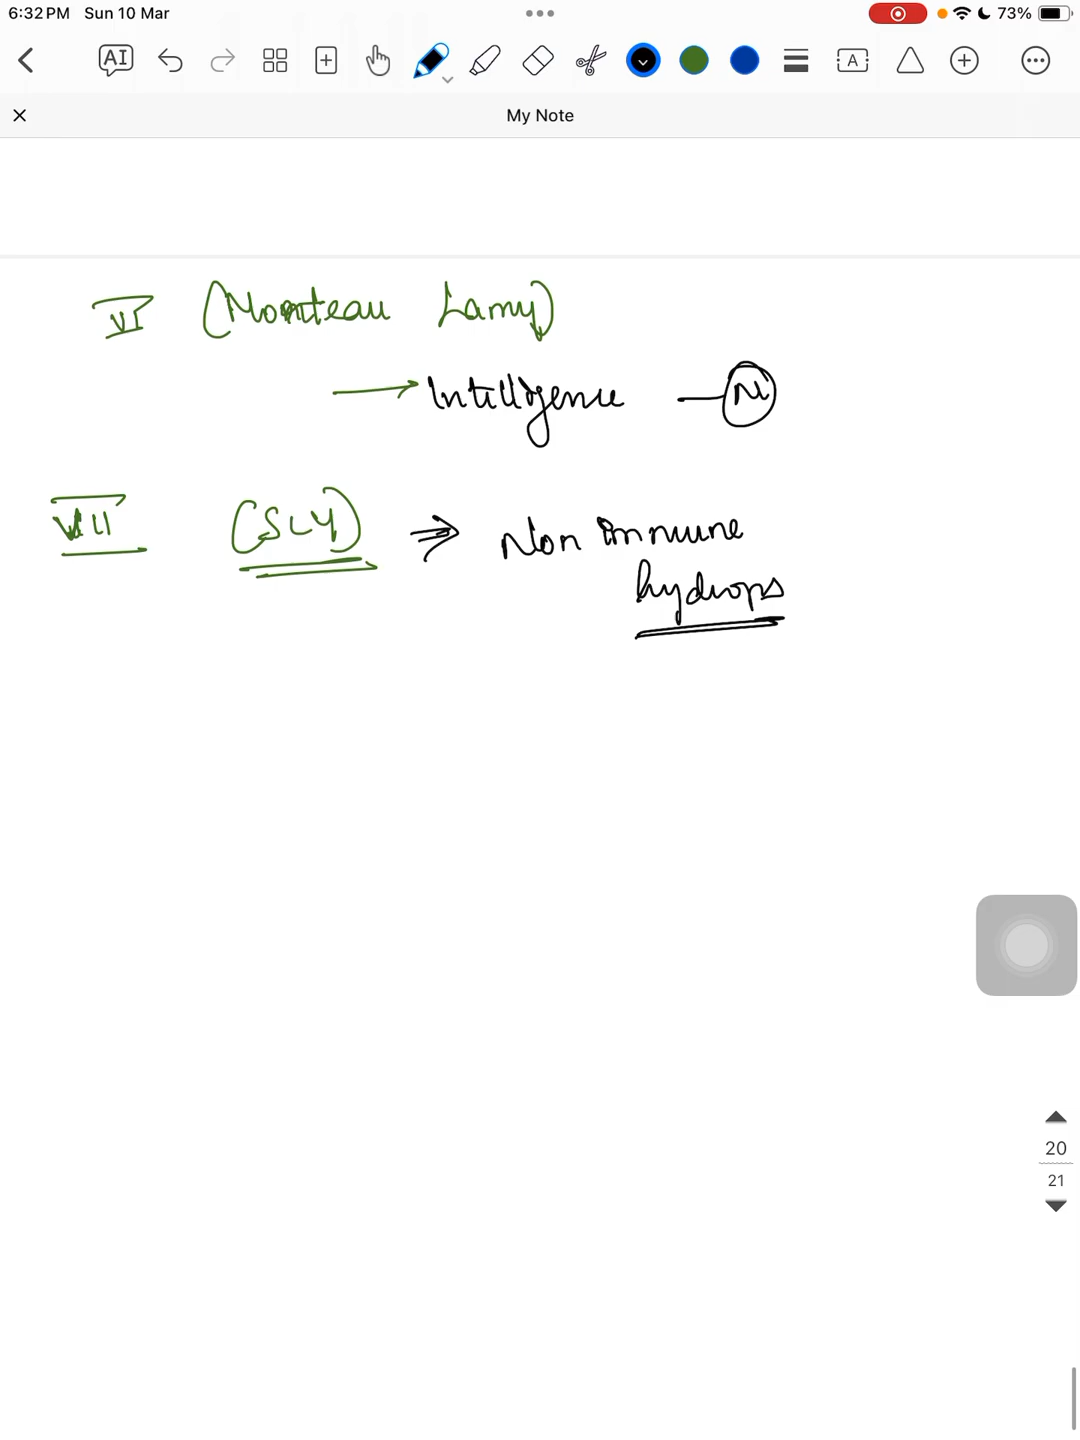 6:32 PM Sun 10 Mar 73%
AI A
My Note
VI (Morteau Lamy)
→ Intelligence — N
VII (SLY) ⇒ Non immune
hydrops
20
21